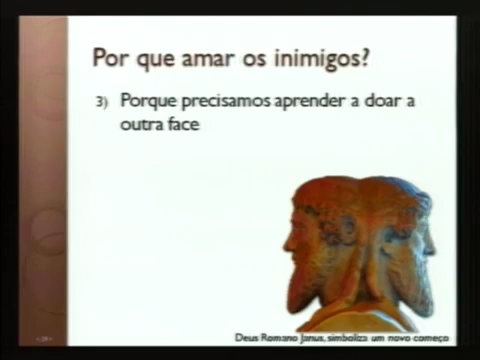 Por que amar os inimigos?
3) Porque precisamos aprender a doar a
outra face
Deus Romano Janus, simboliza um novo começo